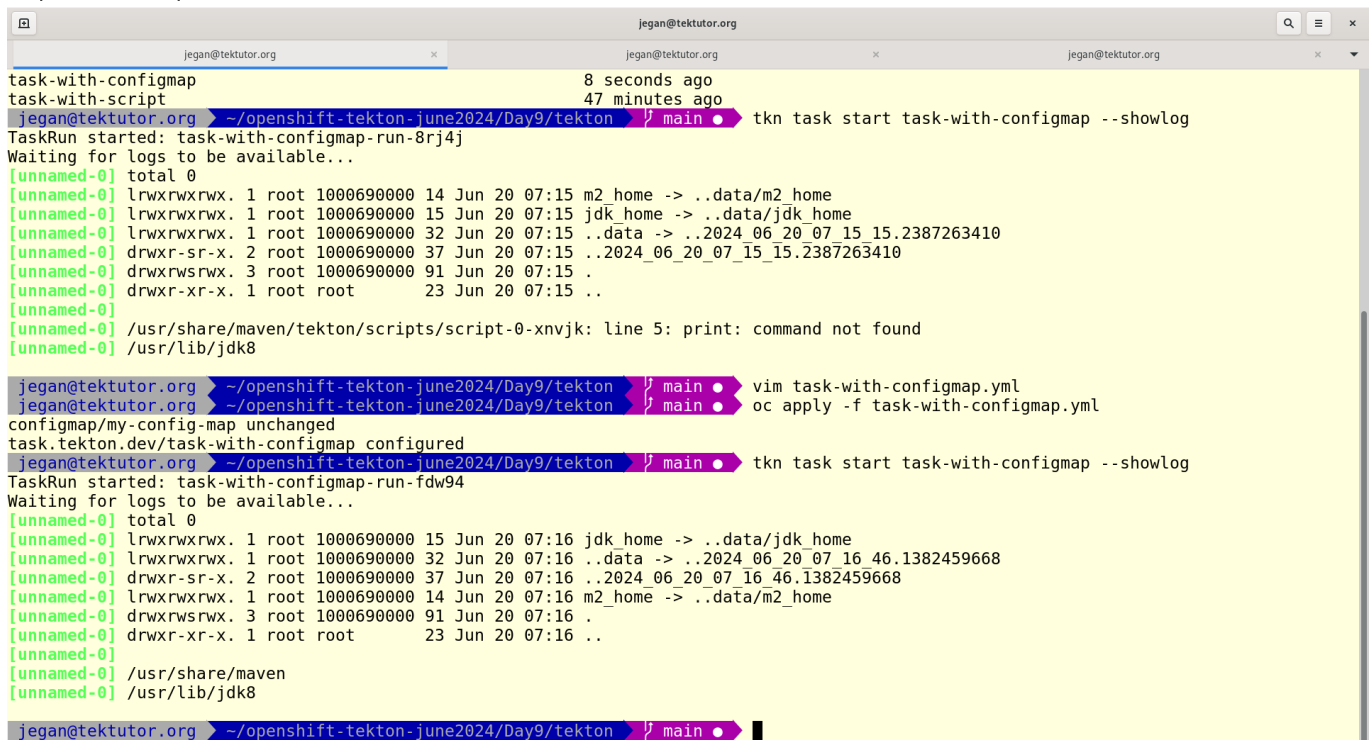 jegan@tektutor.org
jegan@tektutor.org jegan@tektutor.org jegan@tektutor.org
task-with-configmap 8 seconds ago
task-with-script 47 minutes ago
jegan@tektutor.org ~/openshift-tekton-june2024/Day9/tekton main ● tkn task start task-with-configmap --showlog
TaskRun started: task-with-configmap-run-8rj4j
Waiting for logs to be available...
[unnamed-0] total 0
[unnamed-0] lrwxrwxrwx. 1 root 1000690000 14 Jun 20 07:15 m2_home -> ..data/m2_home
[unnamed-0] lrwxrwxrwx. 1 root 1000690000 15 Jun 20 07:15 jdk_home -> ..data/jdk_home
[unnamed-0] lrwxrwxrwx. 1 root 1000690000 32 Jun 20 07:15 ..data -> ..2024_06_20_07_15_15.2387263410
[unnamed-0] drwxr-sr-x. 2 root 1000690000 37 Jun 20 07:15 ..2024_06_20_07_15_15.2387263410
[unnamed-0] drwxrwsrwx. 3 root 1000690000 91 Jun 20 07:15 .
[unnamed-0] drwxr-xr-x. 1 root root 23 Jun 20 07:15 ..
[unnamed-0]
[unnamed-0] /usr/share/maven/tekton/scripts/script-0-xnvjk: line 5: print: command not found
[unnamed-0] /usr/lib/jdk8
jegan@tektutor.org ~/openshift-tekton-june2024/Day9/tekton main ● vim task-with-configmap.yml
jegan@tektutor.org ~/openshift-tekton-june2024/Day9/tekton main ● oc apply -f task-with-configmap.yml
configmap/my-config-map unchanged
task.tekton.dev/task-with-configmap configured
jegan@tektutor.org ~/openshift-tekton-june2024/Day9/tekton main ● tkn task start task-with-configmap --showlog
TaskRun started: task-with-configmap-run-fdw94
Waiting for logs to be available...
[unnamed-0] total 0
[unnamed-0] lrwxrwxrwx. 1 root 1000690000 15 Jun 20 07:16 jdk_home -> ..data/jdk_home
[unnamed-0] lrwxrwxrwx. 1 root 1000690000 32 Jun 20 07:16 ..data -> ..2024_06_20_07_16_46.1382459668
[unnamed-0] drwxr-sr-x. 2 root 1000690000 37 Jun 20 07:16 ..2024_06_20_07_16_46.1382459668
[unnamed-0] lrwxrwxrwx. 1 root 1000690000 14 Jun 20 07:16 m2_home -> ..data/m2_home
[unnamed-0] drwxrwsrwx. 3 root 1000690000 91 Jun 20 07:16 .
[unnamed-0] drwxr-xr-x. 1 root root 23 Jun 20 07:16 ..
[unnamed-0]
[unnamed-0] /usr/share/maven
[unnamed-0] /usr/lib/jdk8
jegan@tektutor.org ~/openshift-tekton-june2024/Day9/tekton main ●